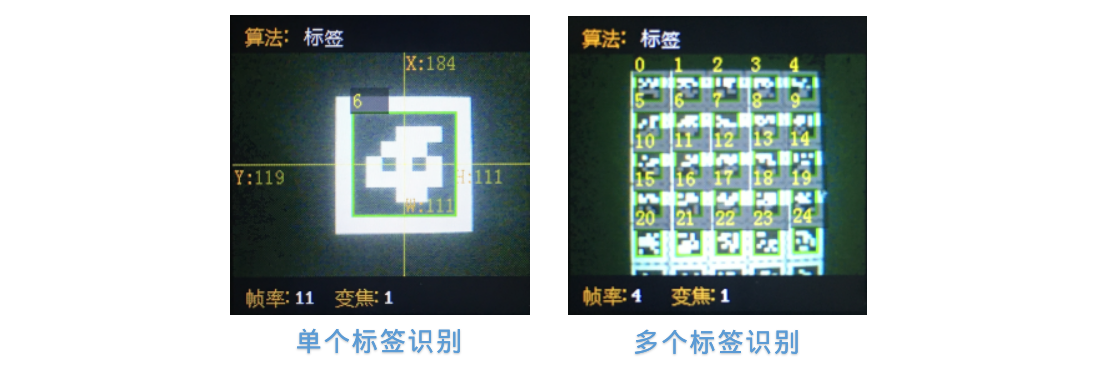 算法: 标签
X:184
6
Y:119
H:111
W:111
帧率:11 变焦:1
单个标签识别
算法: 标签
0 1 2 3 4
5 6 7 8 9
10 11 12 13 14
15 16 17 18 19
20 21 22 23 24
帧率:4 变焦:1
多个标签识别